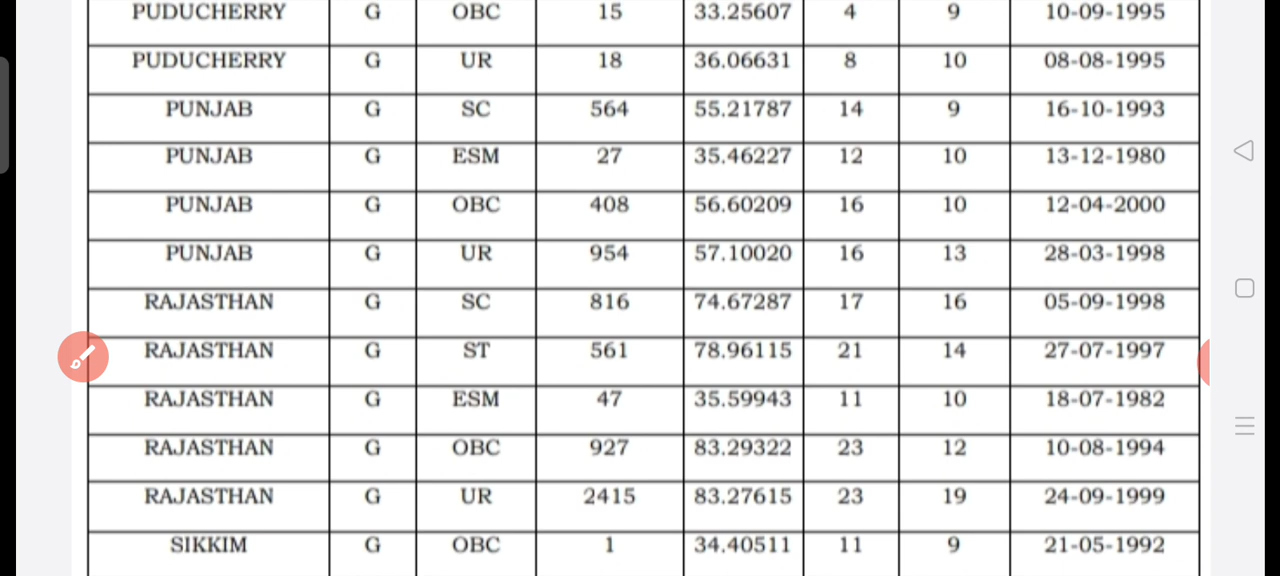 PUDUCHERRY G OBC 15 33.25607 4 9 10-09-1995
PUDUCHERRY G UR 18 36.06631 8 10 08-08-1995
PUNJAB G SC 564 55.21787 14 9 16-10-1993
PUNJAB G ESM 27 35.46227 12 10 13-12-1980
PUNJAB G OBC 408 56.60209 16 10 12-04-2000
PUNJAB G UR 954 57.10020 16 13 28-03-1998
RAJASTHAN G SC 816 74.67287 17 16 05-09-1998
RAJASTHAN G ST 561 78.96115 21 14 27-07-1997
RAJASTHAN G ESM 47 35.59943 11 10 18-07-1982
RAJASTHAN G OBC 927 83.29322 23 12 10-08-1994
RAJASTHAN G UR 2415 83.27615 23 19 24-09-1999
SIKKIM G OBC 1 34.40511 11 9 21-05-1992